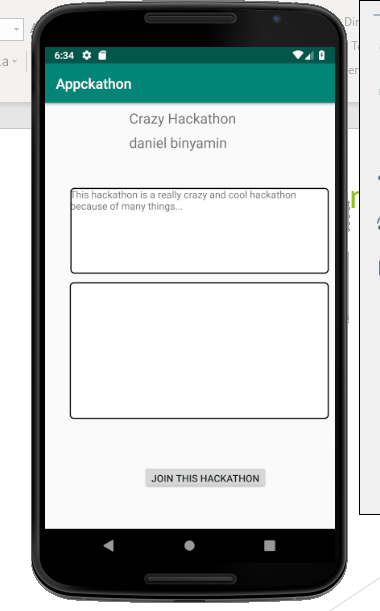 6:34
Appckathon
Crazy Hackathon
daniel binyamin
This hackathon is a really crazy and cool hackathon
because of many things...
JOIN THIS HACKATHON